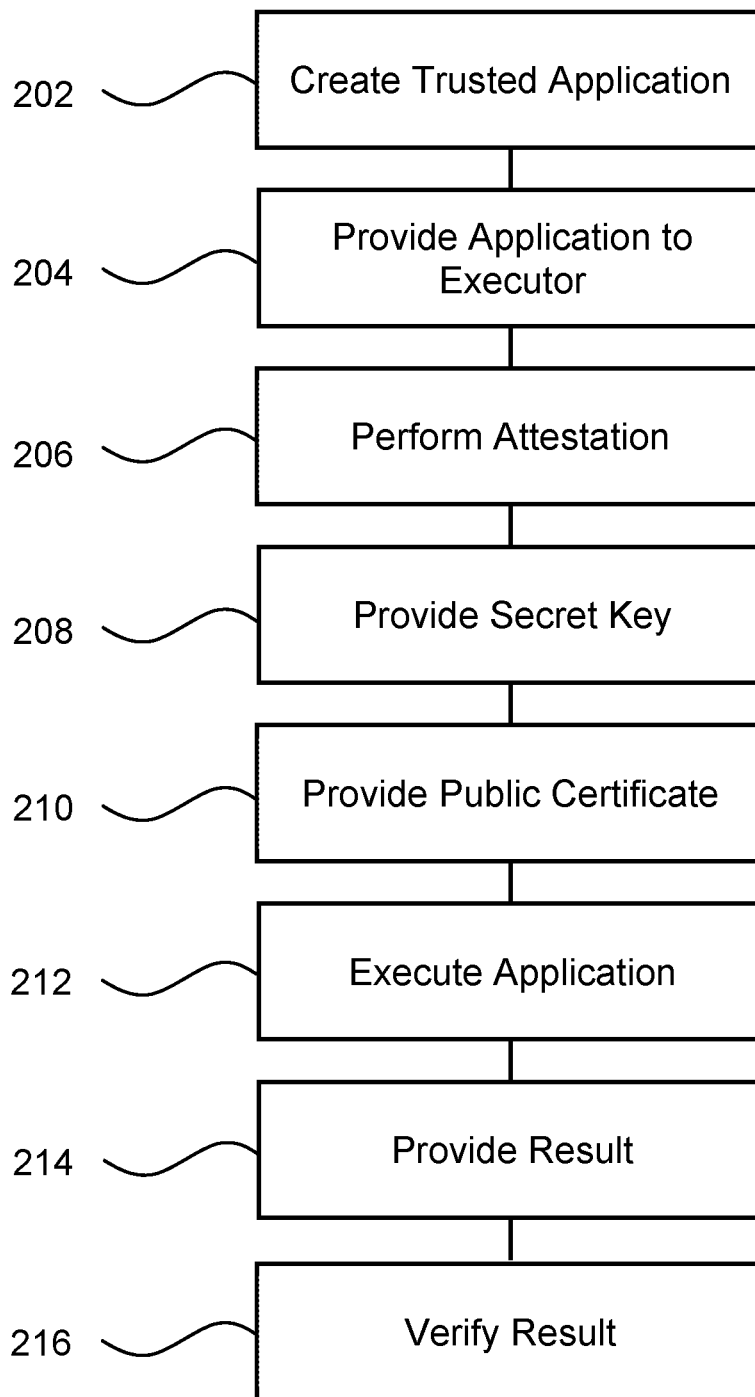 202
Create Trusted Application
204
Provide Application to
Executor
206
Perform Attestation
208
Provide Secret Key
210
Provide Public Certificate
212
Execute Application
214
Provide Result
216
Verify Result